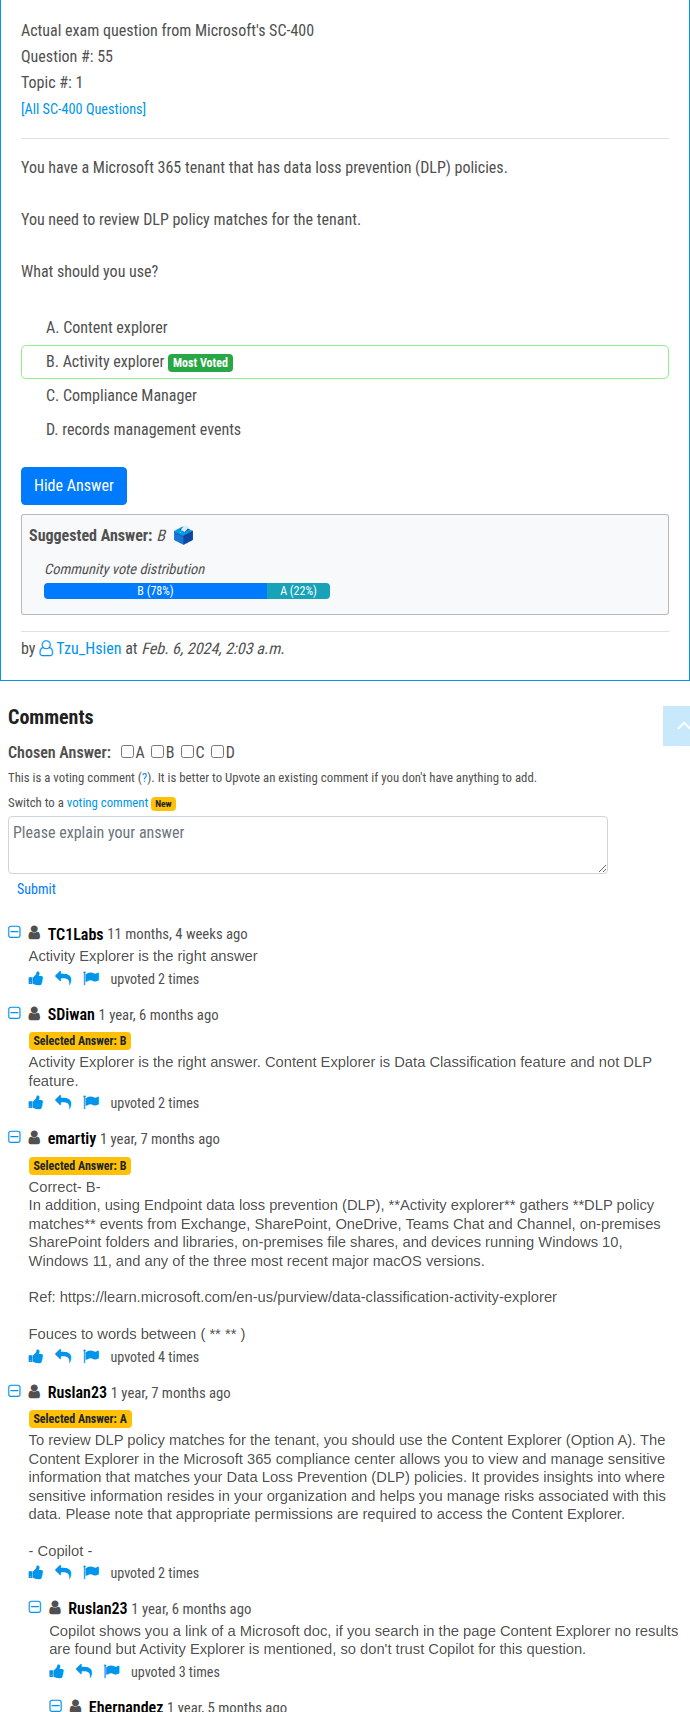 Actual exam question from Microsoft's SC-400
Question #: 55
Topic #: 1
[All SC-400 Questions]
You have a Microsoft 365 tenant that has data loss prevention (DLP) policies.
You need to review DLP policy matches for the tenant.
What should you use?
A. Content explorer
B. Activity explorer Most Voted
C. Compliance Manager
D. records management events
Hide Answer
Suggested Answer: B
Community vote distribution
B (78%) A (22%)
by Tzu_Hsien at Feb. 6, 2024, 2:03 a.m.
Comments
Chosen Answer: A B C D
This is a voting comment (?). It is better to Upvote an existing comment if you don't have anything to add.
Switch to a voting comment New
Please explain your answer
Submit
TC1Labs 11 months, 4 weeks ago
Activity Explorer is the right answer
upvoted 2 times
SDiwan 1 year, 6 months ago
Selected Answer: B
Activity Explorer is the right answer. Content Explorer is Data Classification feature and not DLP
feature.
upvoted 2 times
emartiy 1 year, 7 months ago
Selected Answer: B
Correct- B-
In addition, using Endpoint data loss prevention (DLP), **Activity explorer** gathers **DLP policy
matches** events from Exchange, SharePoint, OneDrive, Teams Chat and Channel, on-premises
SharePoint folders and libraries, on-premises file shares, and devices running Windows 10,
Windows 11, and any of the three most recent major macOS versions.
Ref: https://learn.microsoft.com/en-us/purview/data-classification-activity-explorer
Fouces to words between ( ** ** )
upvoted 4 times
Ruslan23 1 year, 7 months ago
Selected Answer: A
To review DLP policy matches for the tenant, you should use the Content Explorer (Option A). The
Content Explorer in the Microsoft 365 compliance center allows you to view and manage sensitive
information that matches your Data Loss Prevention (DLP) policies. It provides insights into where
sensitive information resides in your organization and helps you manage risks associated with this
data. Please note that appropriate permissions are required to access the Content Explorer.
- Copilot -
upvoted 2 times
Ruslan23 1 year, 6 months ago
Copilot shows you a link of a Microsoft doc, if you search in the page Content Explorer no results
are found but Activity Explorer is mentioned, so don't trust Copilot for this question.
upvoted 3 times
Ehernandez 1 year, 5 months ago